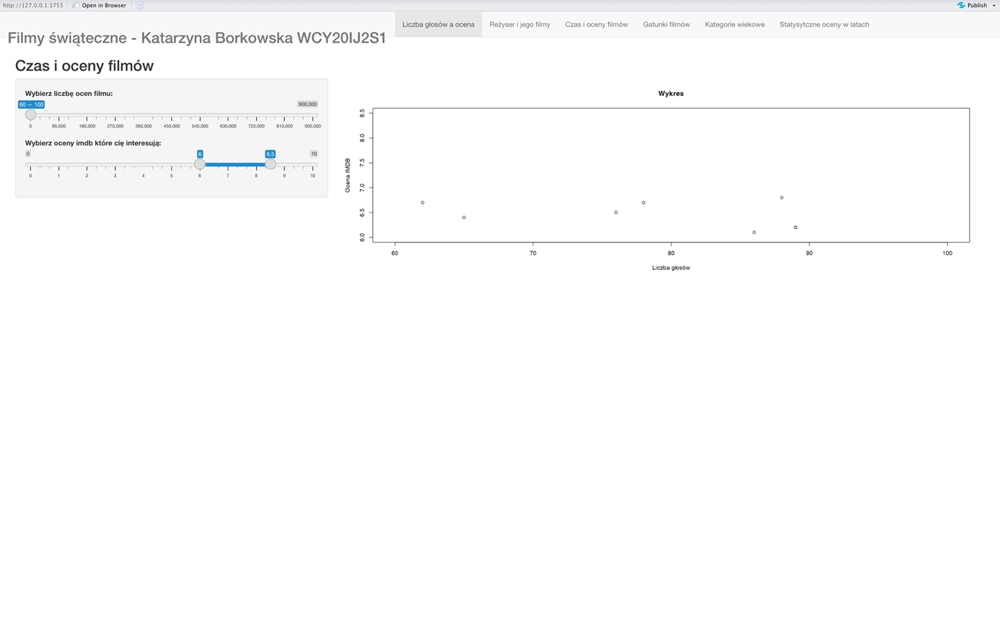 http://127.0.0.1:3755 Open in Browser Publish
Filmy świąteczne - Katarzyna Borkowska WCY20IJ2S1
Liczba głosów a ocena Reżyser i jego filmy Czas i oceny filmów Gatunki filmów Kategorie wiekowe Statysytczne oceny w latach
Czas i oceny filmów
Wybierz liczbę ocen filmu:
60 — 100 900,000
0 90,000 180,000 270,000 360,000 450,000 540,000 630,000 720,000 810,000 900,000
Wybierz oceny imdb które cię interesują:
0 6 8.5 10
0 1 2 3 4 5 6 7 8 9 10
Wykres
Ocena IMDB
8.5
8.0
7.5
7.0
6.5
6.0
60 70 80 90 100
Liczba głosów